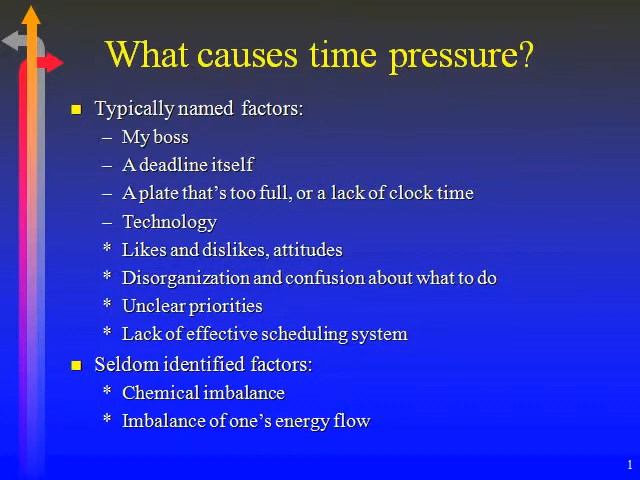 What causes time pressure?
■ Typically named factors:
– My boss
– A deadline itself
– A plate that's too full, or a lack of clock time
– Technology
* Likes and dislikes, attitudes
* Disorganization and confusion about what to do
* Unclear priorities
* Lack of effective scheduling system
■ Seldom identified factors:
* Chemical imbalance
* Imbalance of one's energy flow
1